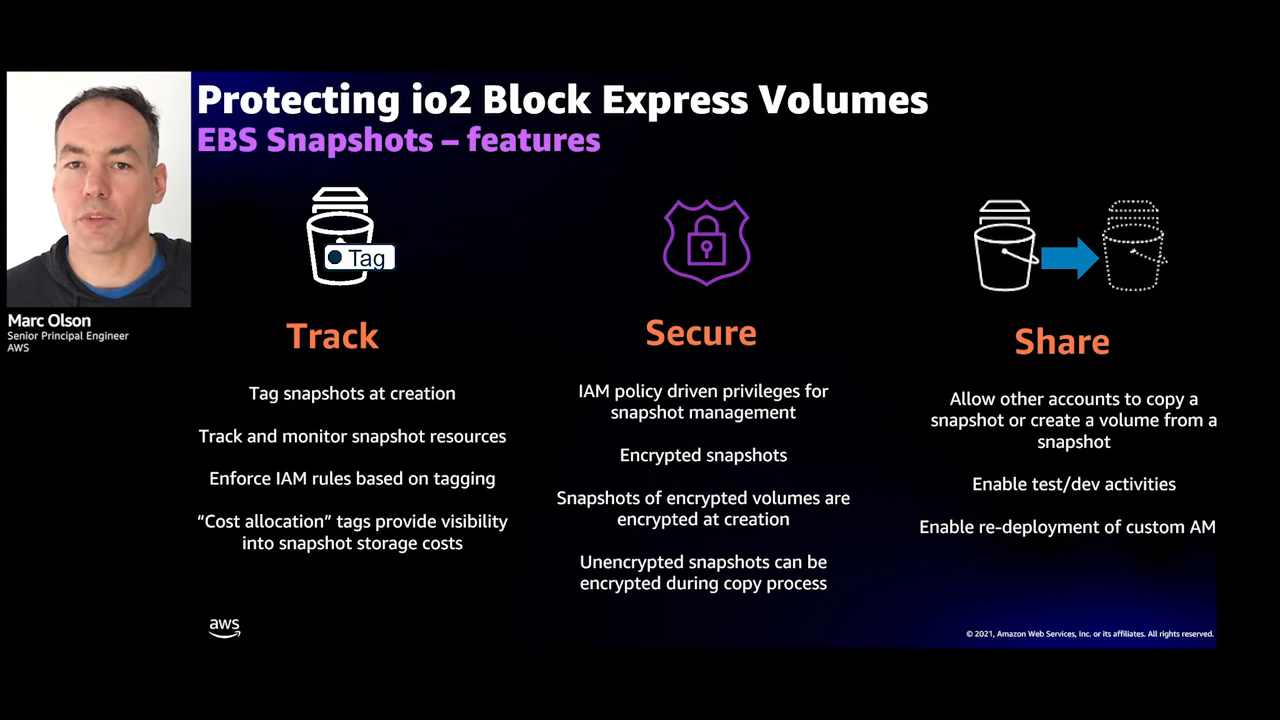 Protecting io2 Block Express Volumes
EBS Snapshots – features
Marc Olson
Senior Principal Engineer
AWS
Tag
Track
Tag snapshots at creation
Track and monitor snapshot resources
Enforce IAM rules based on tagging
“Cost allocation” tags provide visibility
into snapshot storage costs
Secure
IAM policy driven privileges for
snapshot management
Encrypted snapshots
Snapshots of encrypted volumes are
encrypted at creation
Unencrypted snapshots can be
encrypted during copy process
Share
Allow other accounts to copy a
snapshot or create a volume from a
snapshot
Enable test/dev activities
Enable re-deployment of custom AM
aws
© 2021, Amazon Web Services, Inc. or its affiliates. All rights reserved.